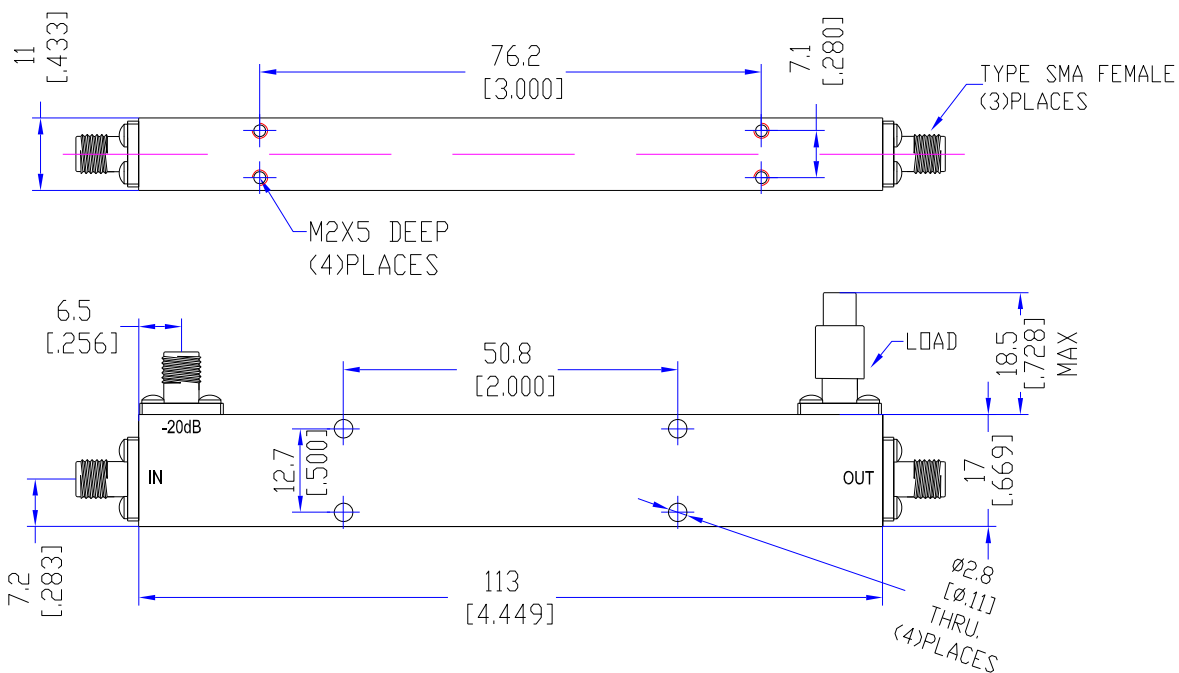 11
[.433]
76.2
[3.000]
7.1
[.280]
TYPE SMA FEMALE
(3)PLACES
M2X5 DEEP
(4)PLACES
6.5
[.256]
50.8
[2.000]
LOAD
18.5
[.728]
MAX
-20dB
12.7
[.500]
IN
OUT
17
[.669]
7.2
[.283]
113
[4.449]
Ø2.8
[Ø.11]
THRU.
(4)PLACES